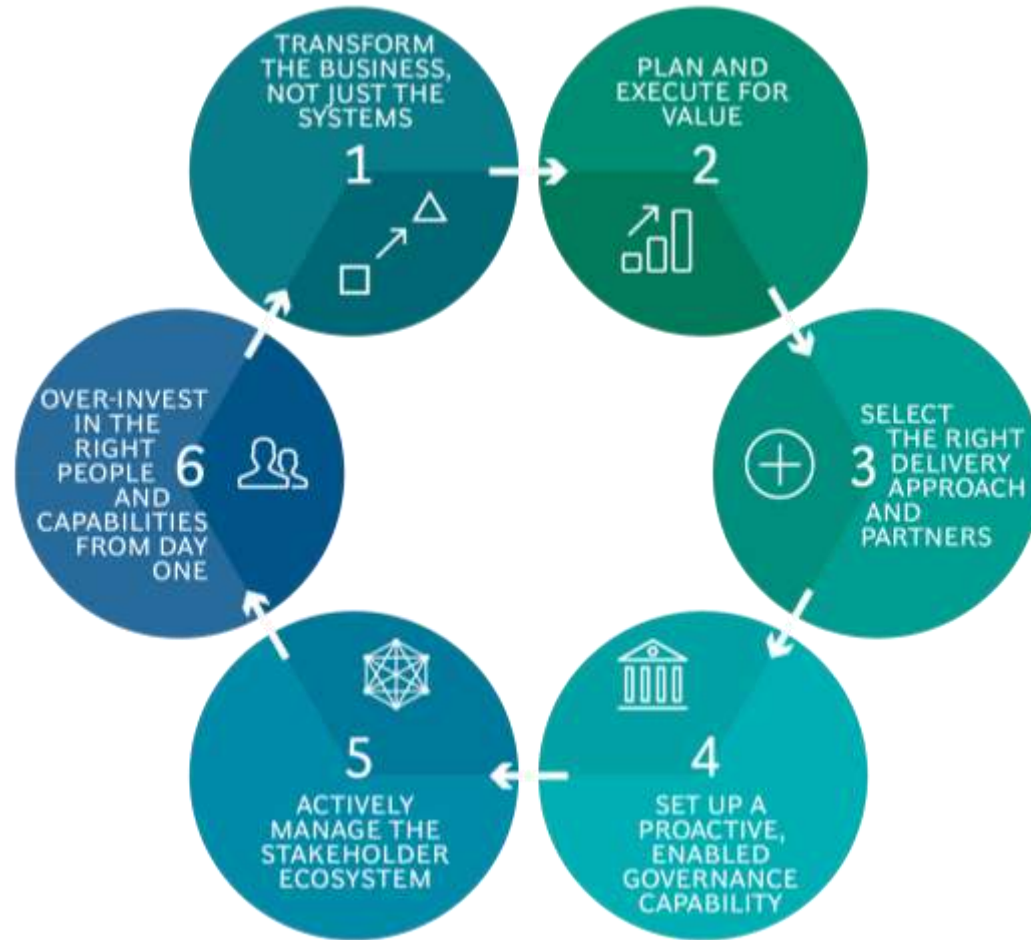 TRANSFORM
THE BUSINESS,
NOT JUST THE
SYSTEMS
1
PLAN AND
EXECUTE FOR
VALUE
2
SELECT
THE RIGHT
DELIVERY
3 APPROACH
AND
PARTNERS
4
SET UP A
PROACTIVE,
ENABLED
GOVERNANCE
CAPABILITY
5
ACTIVELY
MANAGE THE
STAKEHOLDER
ECOSYSTEM
OVER-INVEST
IN THE
RIGHT
PEOPLE 6
AND
CAPABILITIES
FROM DAY
ONE